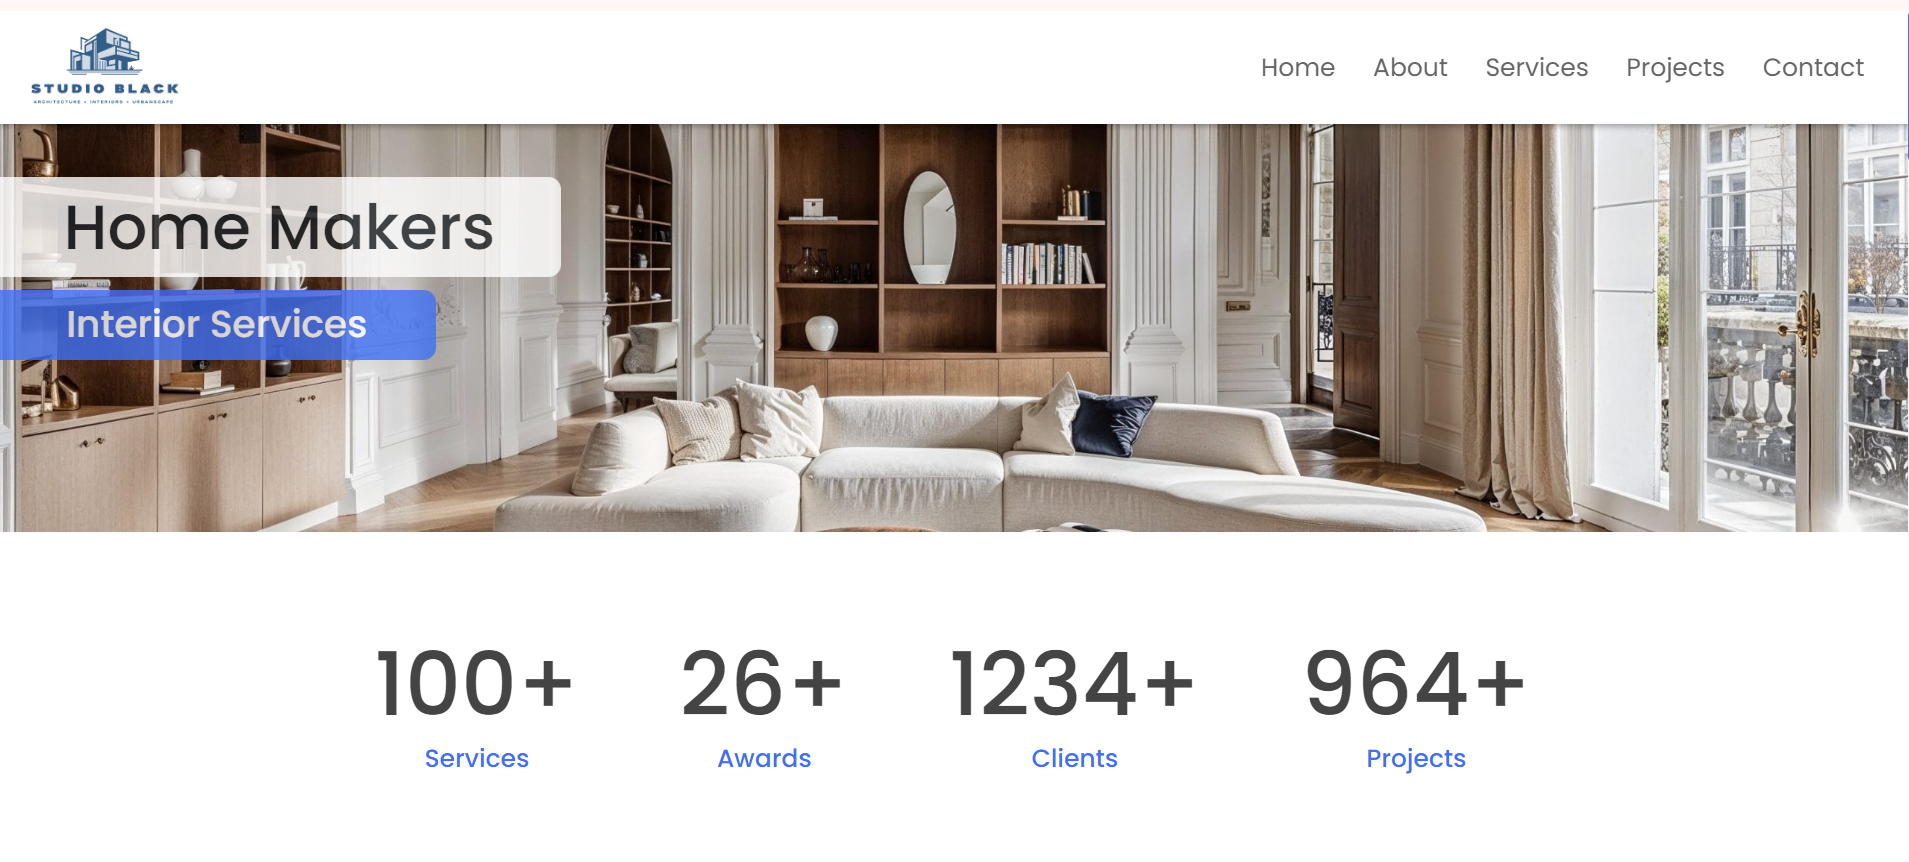 STUDIO BLACK
ARCHITECTURE • INTERIORS • URBANSCAPE
Home About Services Projects Contact
Home Makers
Interior Services
100+ 26+ 1234+ 964+
Services Awards Clients Projects